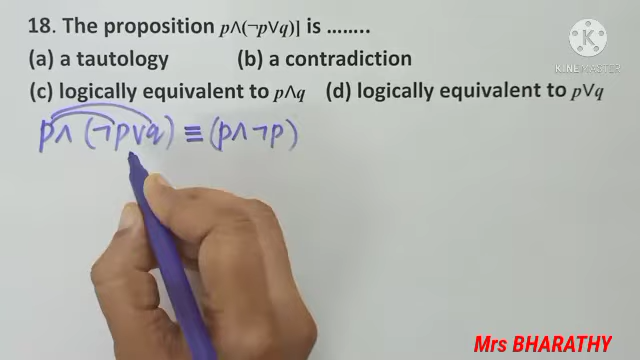 18. The proposition p∧(¬p∨q)] is ........
(a) a tautology (b) a contradiction
(c) logically equivalent to p∧q (d) logically equivalent to p∨q
p∧ (¬p∨q) ≡ (p∧¬p)
KINEMASTER
Mrs BHARATHY